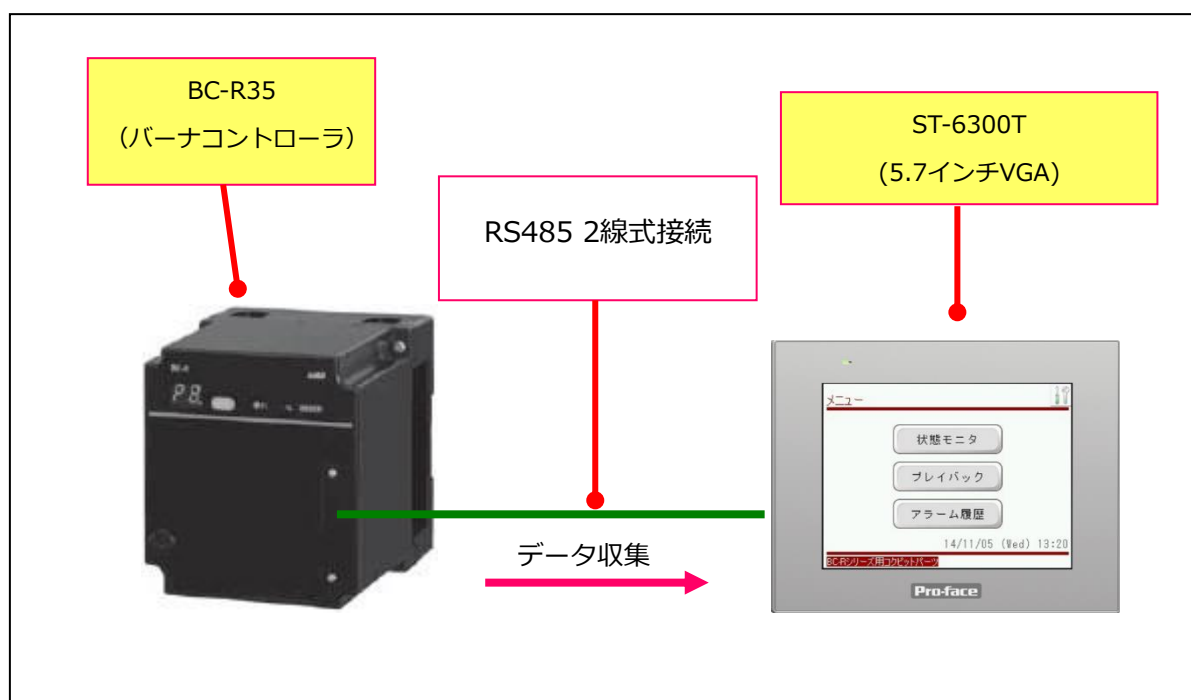 BC-R35
（バーナコントローラ）
ST-6300T
(5.7インチVGA)
RS485 2線式接続
BC-R
P8.
メニュー
状態モニタ
プレイバック
アラーム履歴
14/11/05 (Wed) 13:20
BC-Rシリーズ用コクピットパーツ
データ収集
Pro-face